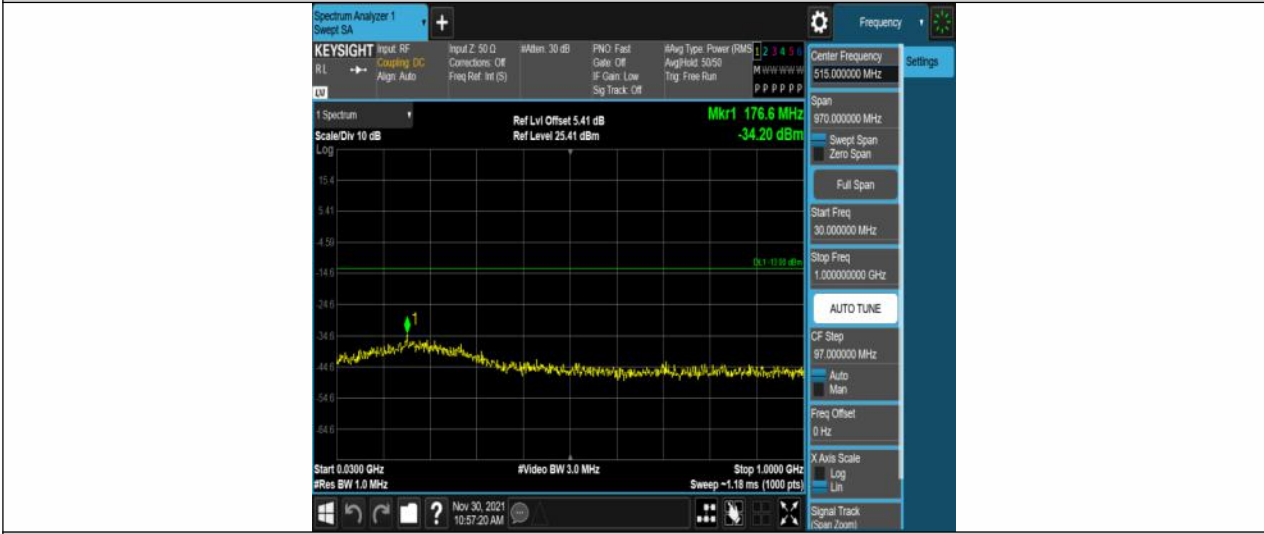 Spectrum Analyzer 1
Swept SA
+
Frequency
KEYSIGHT
Input: RF
Coupling: DC
Align: Auto
RL
LV
Input Z: 50 Ω
Corrections: Off
Freq Ref: Int (S)
#Atten: 30 dB
PNO: Fast
Gate: Off
IF Gain: Low
Sig Track: Off
#Avg Type: Power (RMS
Avg|Hold: 50/50
Trig: Free Run
1 2 3 4 5 6
M W W W W W
P P P P P P
1 Spectrum
Scale/Div 10 dB
Ref Lvl Offset 5.41 dB
Ref Level 25.41 dBm
Mkr1 176.6 MHz
-34.20 dBm
Log
15.4
5.41
-4.59
-14.6
-24.6
-34.6
-44.6
-54.6
-64.6
DL1 -13.00 dBm
1
Start 0.0300 GHz
#Res BW 1.0 MHz
#Video BW 3.0 MHz
Stop 1.0000 GHz
Sweep ~1.18 ms (1000 pts)
?
Nov 30, 2021
10:57:20 AM
Center Frequency
515.000000 MHz
Settings
Span
970.000000 MHz
Swept Span
Zero Span
Full Span
Start Freq
30.000000 MHz
Stop Freq
1.000000000 GHz
AUTO TUNE
CF Step
97.000000 MHz
Auto
Man
Freq Offset
0 Hz
X Axis Scale
Log
Lin
Signal Track
(Span Zoom)